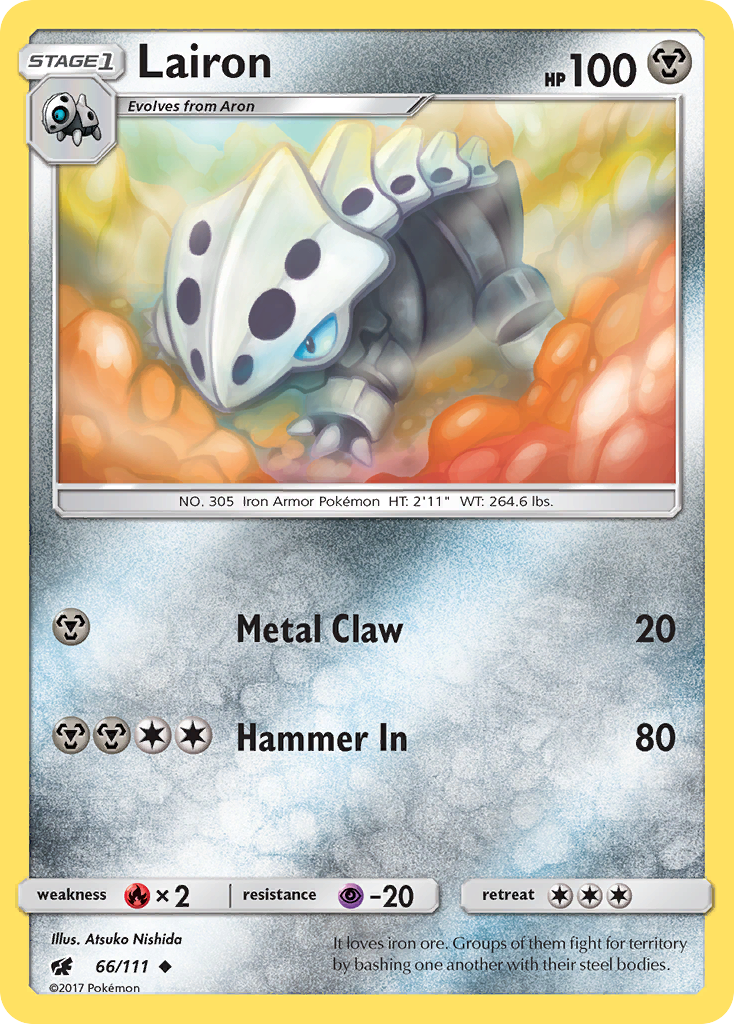 STAGE1 Lairon HP 100
Evolves from Aron
NO. 305 Iron Armor Pokémon HT: 2'11" WT: 264.6 lbs.
Metal Claw 20
Hammer In 80
weakness × 2 resistance -20 retreat
Illus. Atsuko Nishida
66/111
©2017 Pokémon
It loves iron ore. Groups of them fight for territory
by bashing one another with their steel bodies.